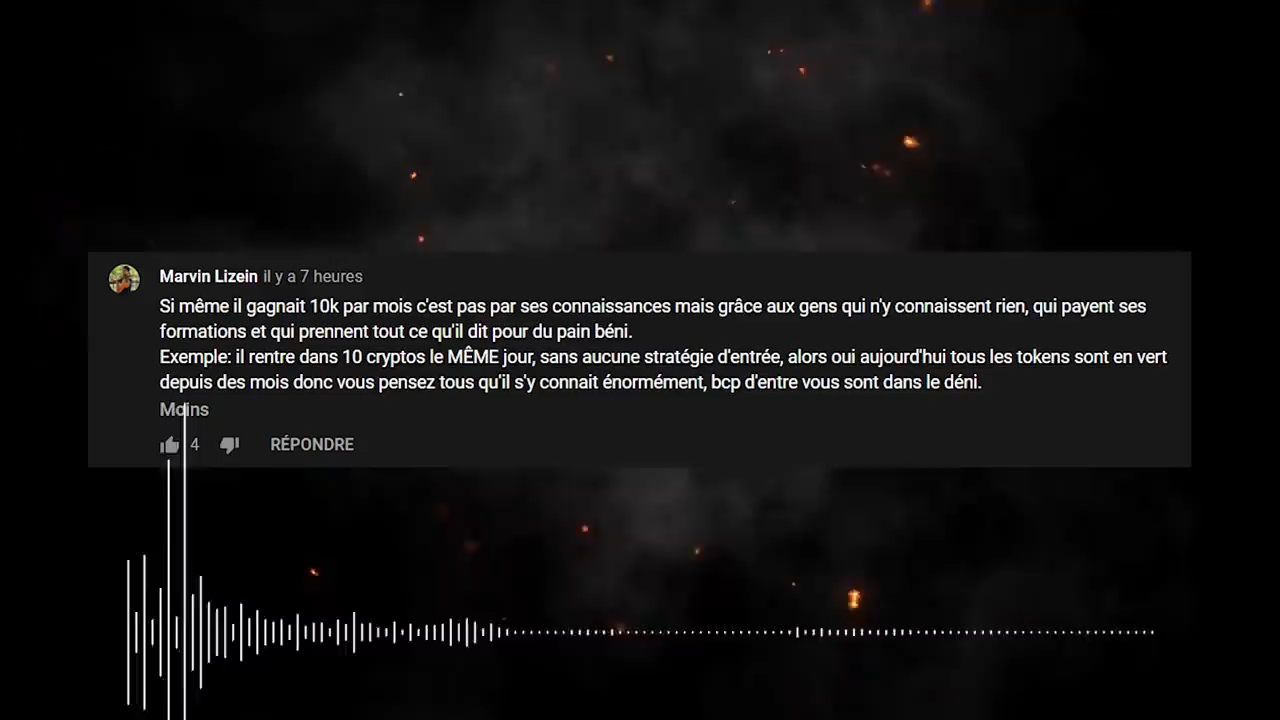 Marvin Lizein il y a 7 heures
Si même il gagnait 10k par mois c'est pas par ses connaissances mais grâce aux gens qui n'y connaissent rien, qui payent ses
formations et qui prennent tout ce qu'il dit pour du pain béni.
Exemple: il rentre dans 10 cryptos le MÊME jour, sans aucune stratégie d'entrée, alors oui aujourd'hui tous les tokens sont en vert
depuis des mois donc vous pensez tous qu'il s'y connait énormément, bcp d'entre vous sont dans le déni.
Moins
4 RÉPONDRE